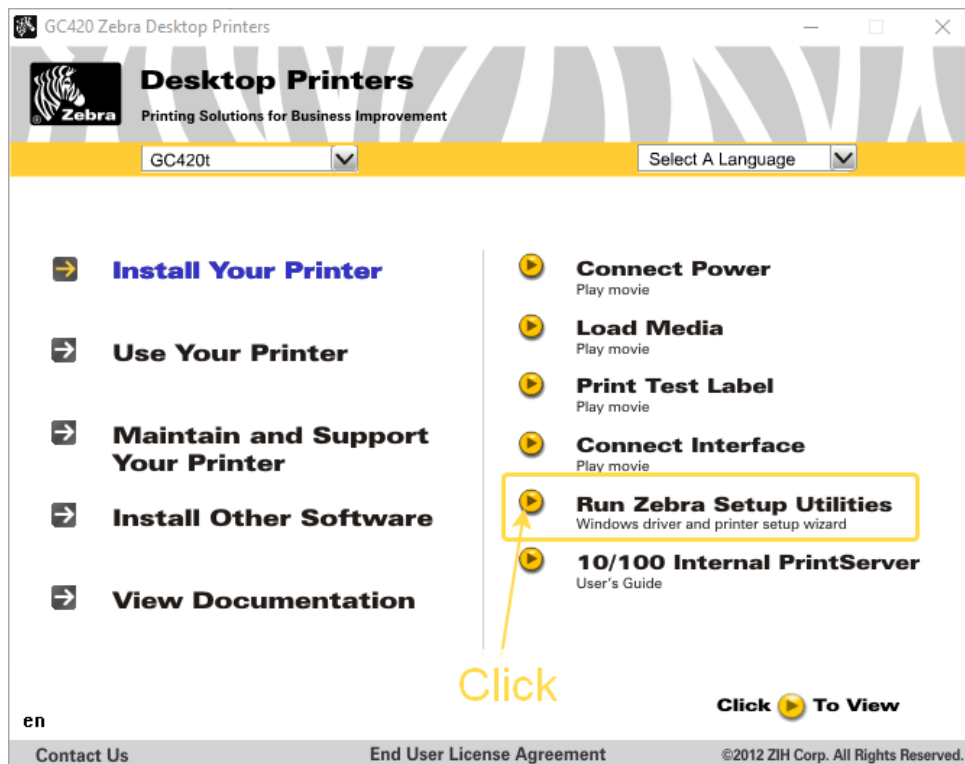 GC420 Zebra Desktop Printers
Zebra
®
Desktop Printers
Printing Solutions for Business Improvement
GC420t
Select A Language
Install Your Printer
Use Your Printer
Maintain and Support
Your Printer
Install Other Software
View Documentation
Connect Power
Play movie
Load Media
Play movie
Print Test Label
Play movie
Connect Interface
Play movie
Run Zebra Setup Utilities
Windows driver and printer setup wizard
10/100 Internal PrintServer
User's Guide
Click
Click To View
en
Contact Us
End User License Agreement
©2012 ZIH Corp. All Rights Reserved.